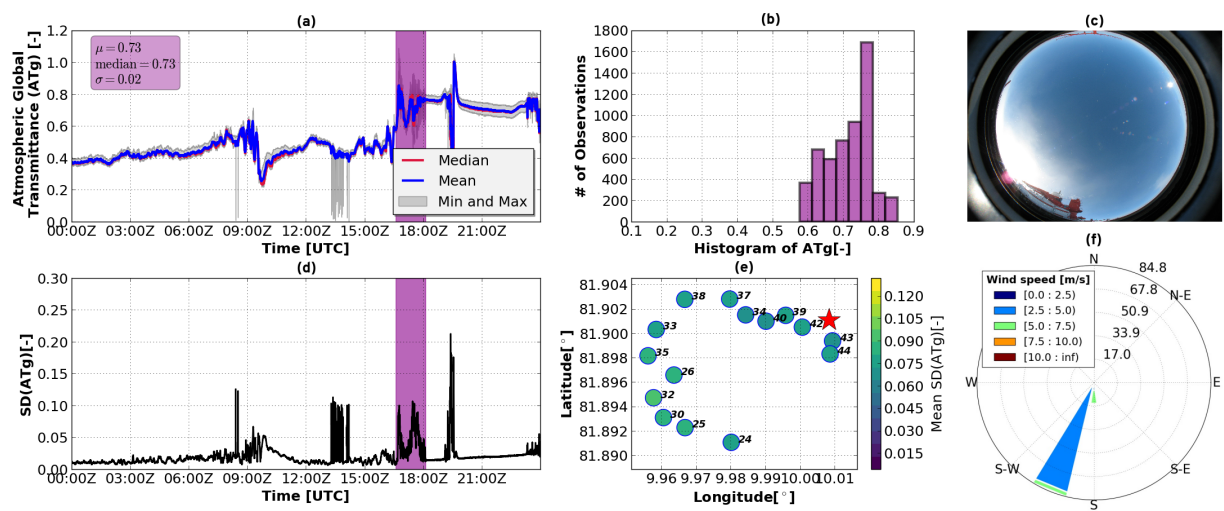 (a)
Atmospheric Global
Transmittance (ATg) [-]
1.2
1.0
0.8
0.6
0.4
0.2
0.0
μ = 0.73
median = 0.73
σ = 0.02
Median
Mean
Min and Max
00:00Z 03:00Z 06:00Z 09:00Z 12:00Z 15:00Z 18:00Z 21:00Z
Time [UTC]
(b)
# of Observations
1800
1600
1400
1200
1000
800
600
400
200
0
0.1 0.2 0.3 0.4 0.5 0.6 0.7 0.8 0.9
Histogram of ATg[-]
(c)
(d)
SD(ATg)[-]
0.30
0.25
0.20
0.15
0.10
0.05
0.00
00:00Z 03:00Z 06:00Z 09:00Z 12:00Z 15:00Z 18:00Z 21:00Z
Time [UTC]
(e)
Latitude[°]
81.904
81.902
81.900
81.898
81.896
81.894
81.892
81.890
38
37
34
40
39
42
43
44
33
35
26
32
30
25
24
9.96 9.97 9.98 9.99 10.00 10.01
Longitude[°]
0.120
0.105
0.090
0.075
0.060
0.045
0.030
0.015
Mean SD(ATg)[-]
(f)
Wind speed [m/s]
[0.0 : 2.5)
[2.5 : 5.0)
[5.0 : 7.5)
[7.5 : 10.0)
[10.0 : inf)
N
N-E
E
S-E
S
S-W
W
84.8
67.8
50.9
33.9
17.0